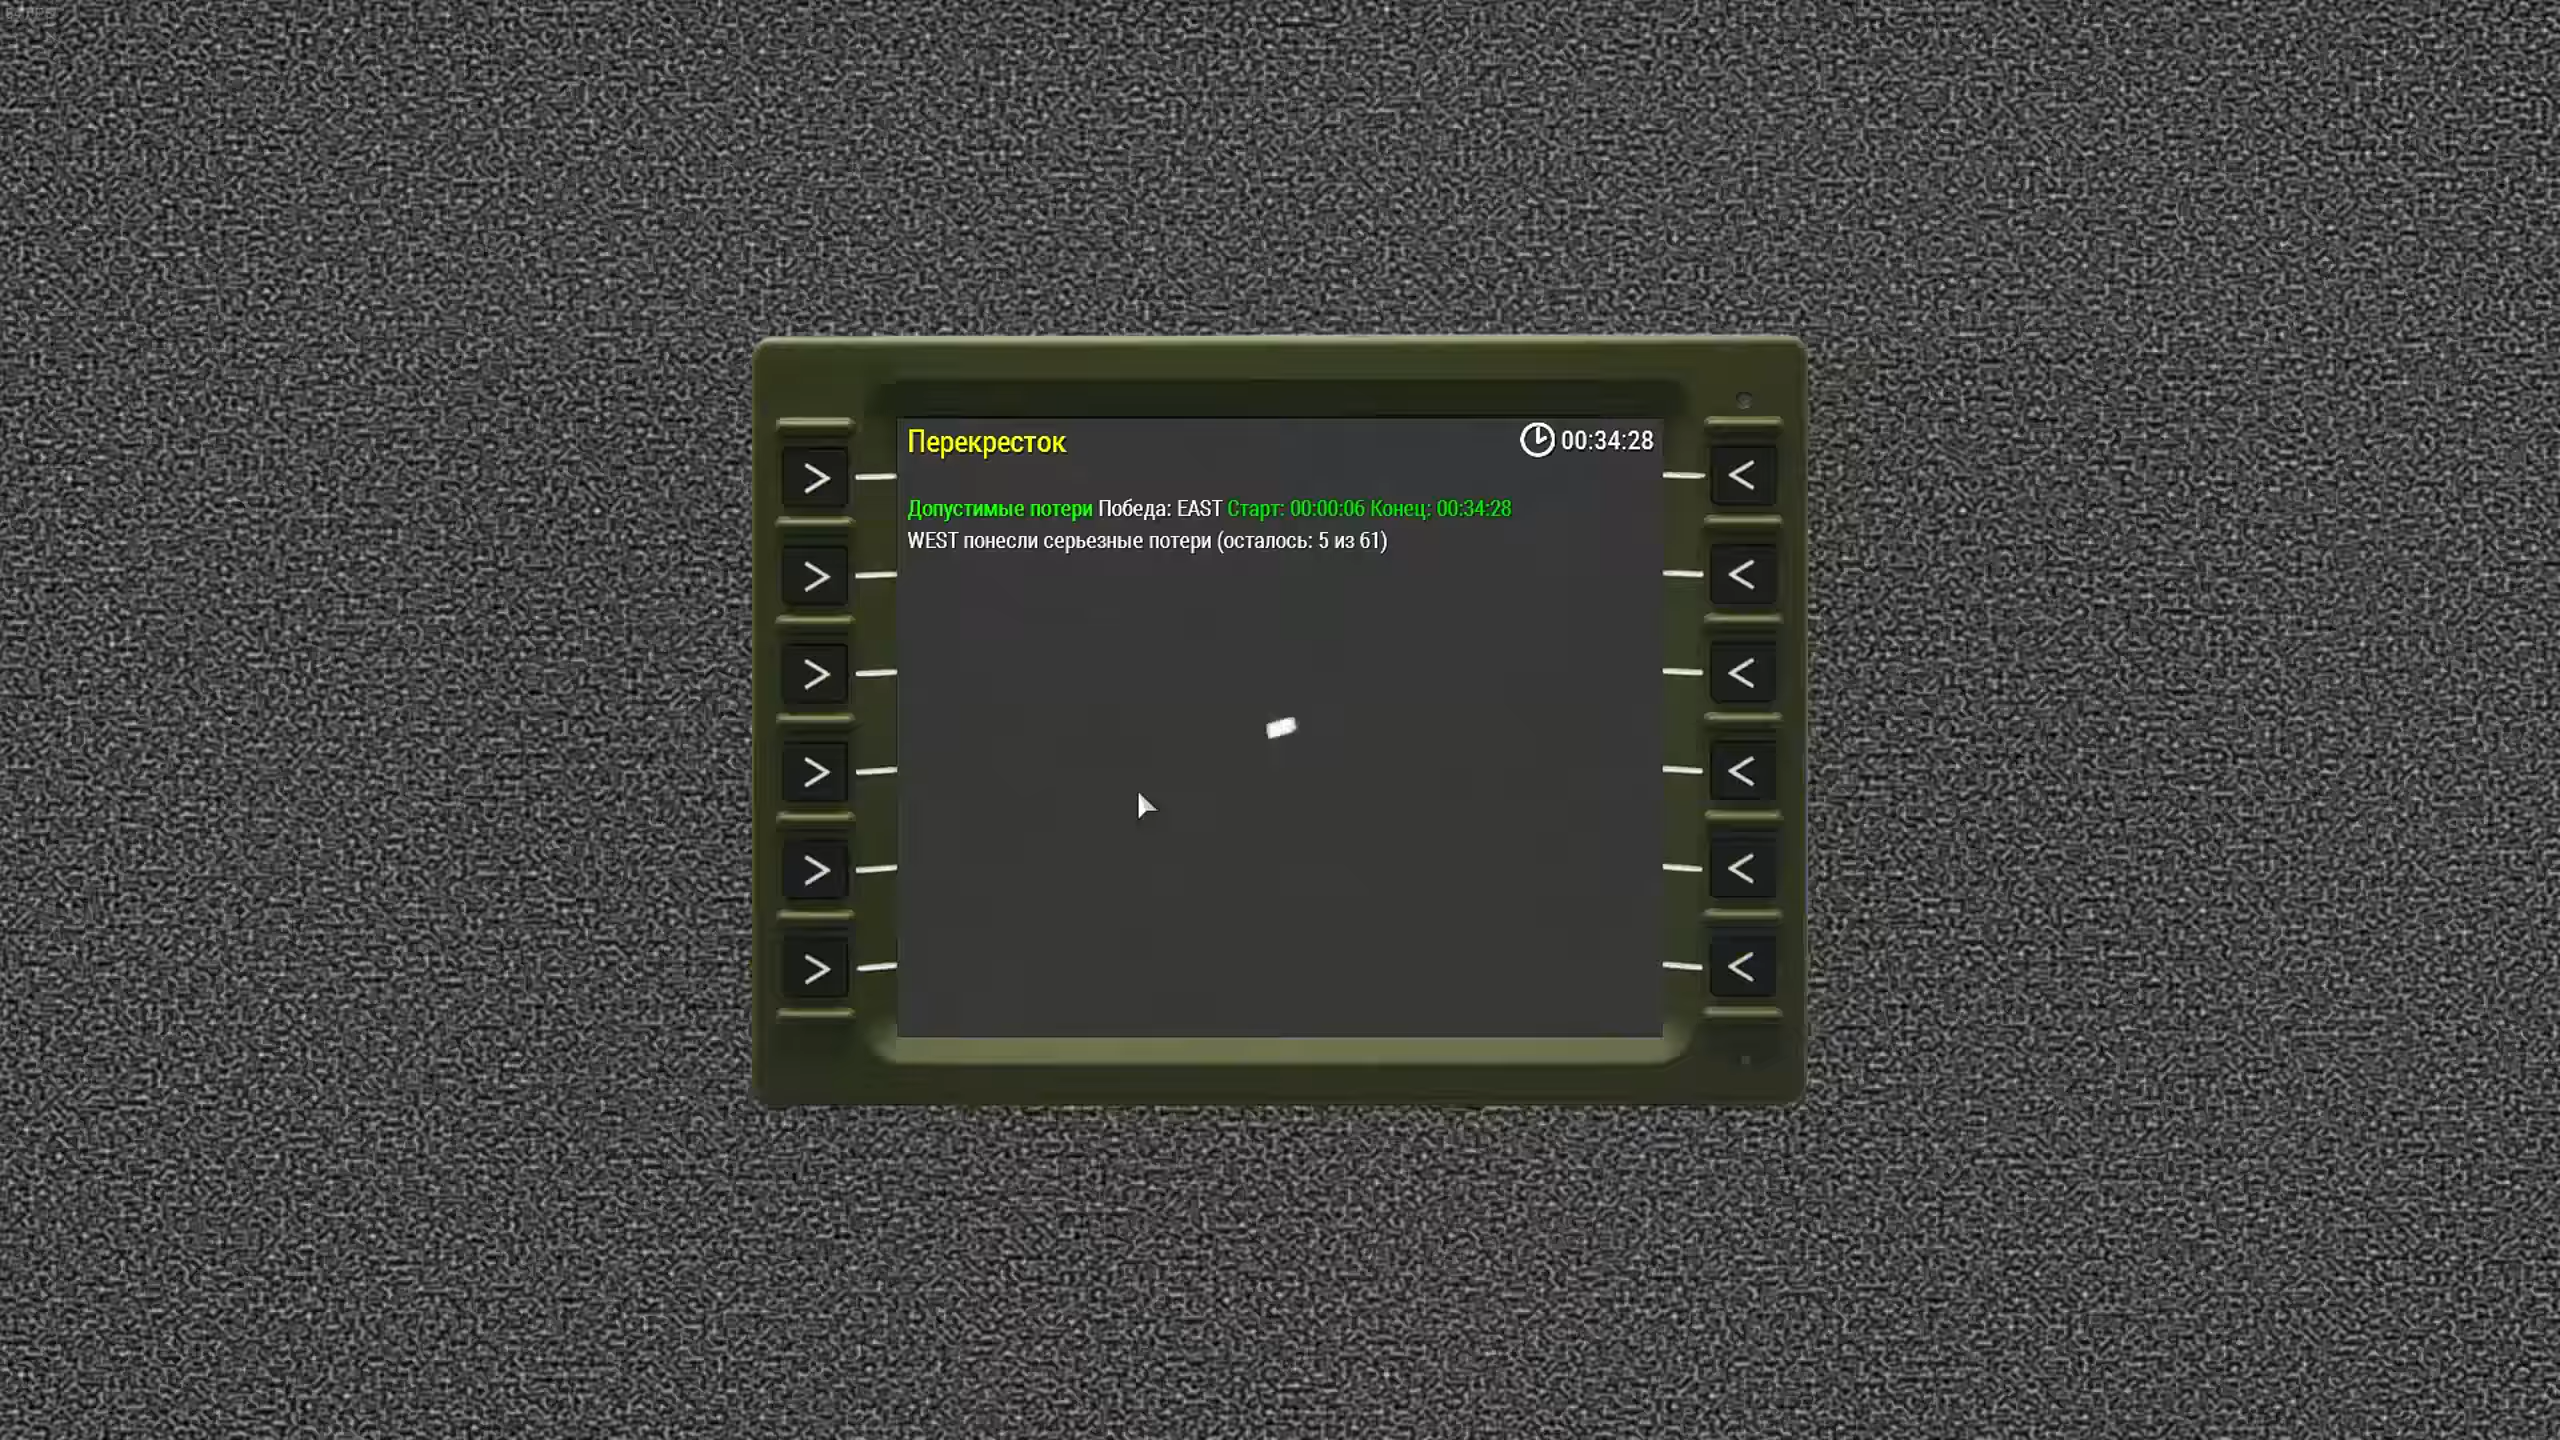 Перекресток
00:34:28
Допустимые потери Победа: EAST Старт: 00:00:06 Конец: 00:34:28
WEST понесли серьезные потери (осталось: 5 из 61)